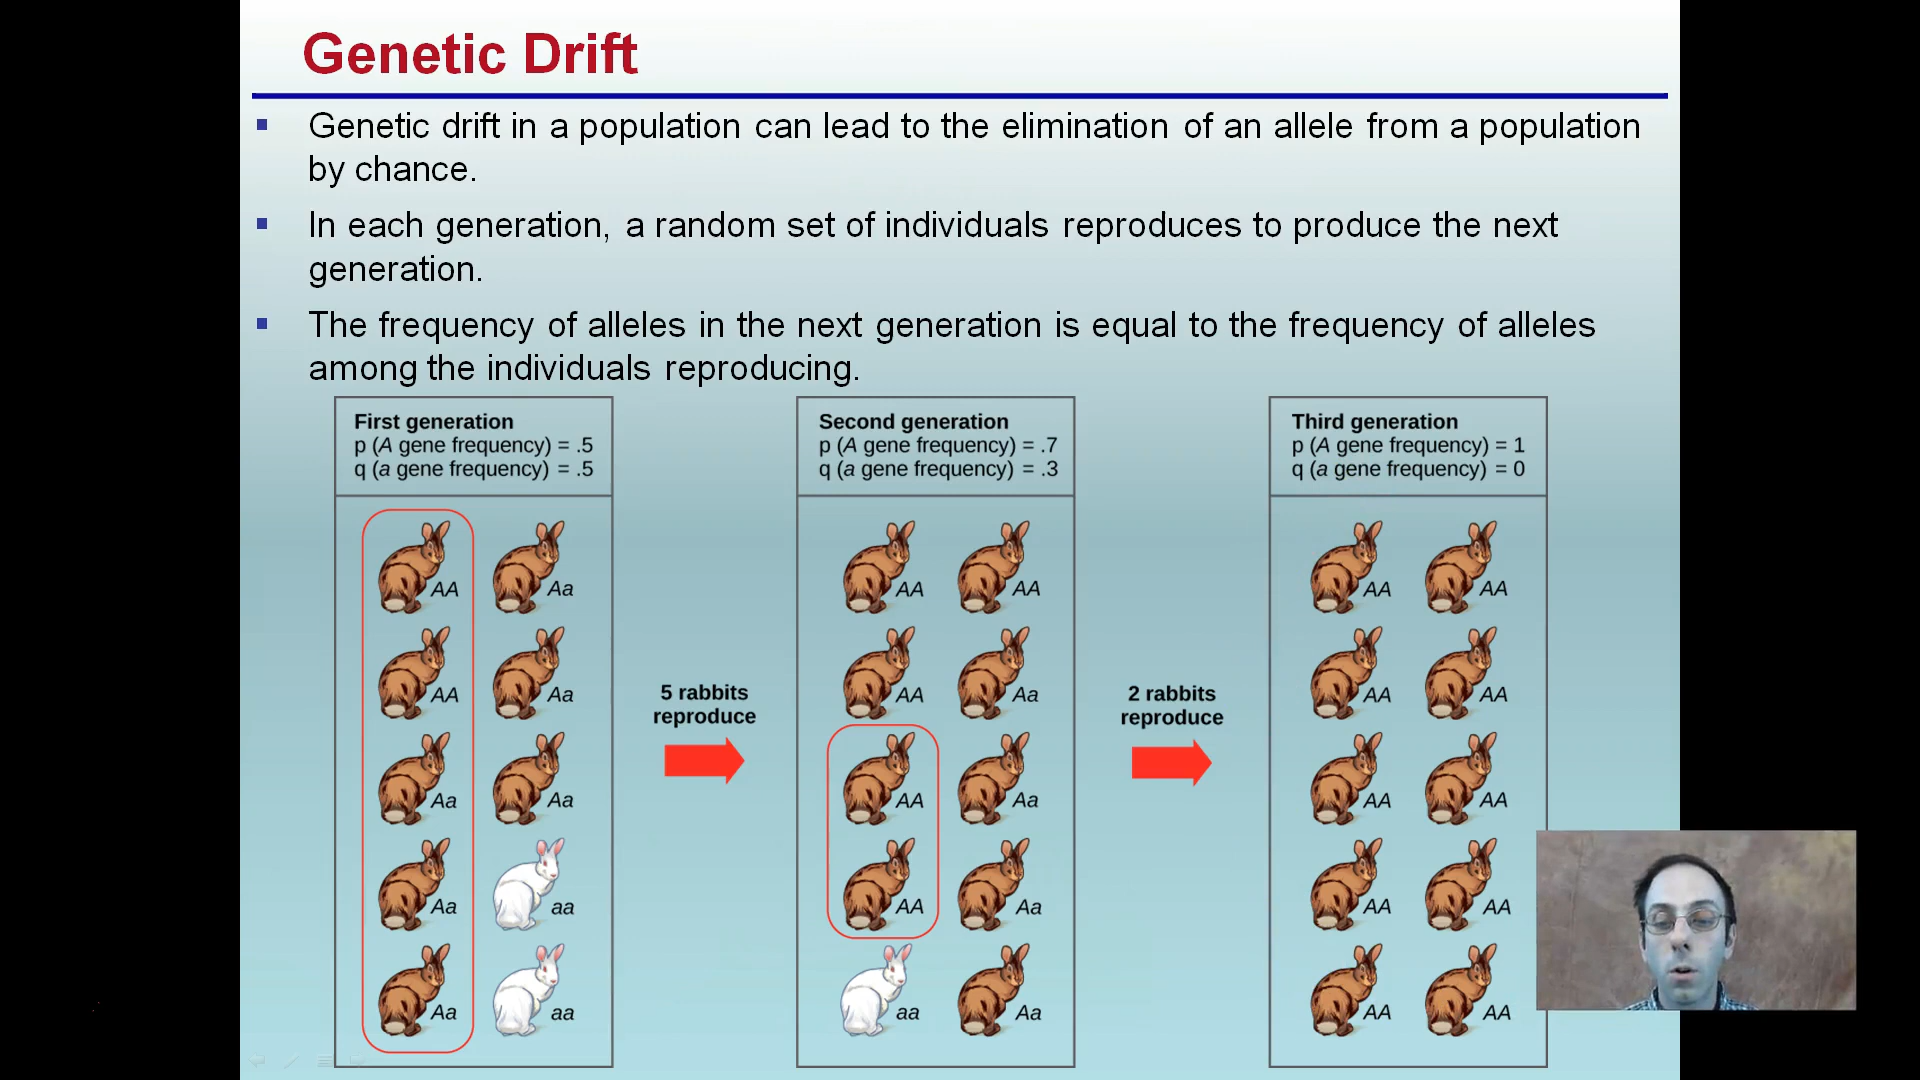 Genetic Drift
Genetic drift in a population can lead to the elimination of an allele from a population
by chance.
In each generation, a random set of individuals reproduces to produce the next
generation.
The frequency of alleles in the next generation is equal to the frequency of alleles
among the individuals reproducing.
First generation
p (A gene frequency) = .5
q (a gene frequency) = .5
AA Aa
AA Aa
Aa Aa
Aa aa
Aa aa
5 rabbits
reproduce
Second generation
p (A gene frequency) = .7
q (a gene frequency) = .3
AA AA
AA Aa
AA Aa
AA Aa
aa Aa
2 rabbits
reproduce
Third generation
p (A gene frequency) = 1
q (a gene frequency) = 0
AA AA
AA AA
AA AA
AA AA
AA AA